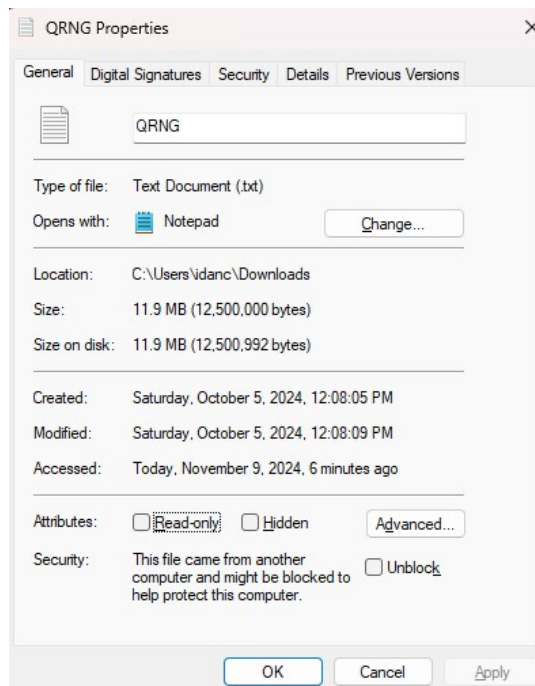 QRNG Properties
General Digital Signatures Security Details Previous Versions
QRNG
Type of file: Text Document (.txt)
Opens with: Notepad Change...
Location: C:\Users\idanc\Downloads
Size: 11.9 MB (12,500,000 bytes)
Size on disk: 11.9 MB (12,500,992 bytes)
Created: Saturday, October 5, 2024, 12:08:05 PM
Modified: Saturday, October 5, 2024, 12:08:09 PM
Accessed: Today, November 9, 2024, 6 minutes ago
Attributes: Read-only Hidden Advanced...
Security: This file came from another
computer and might be blocked to
help protect this computer.
Unblock
OK Cancel Apply